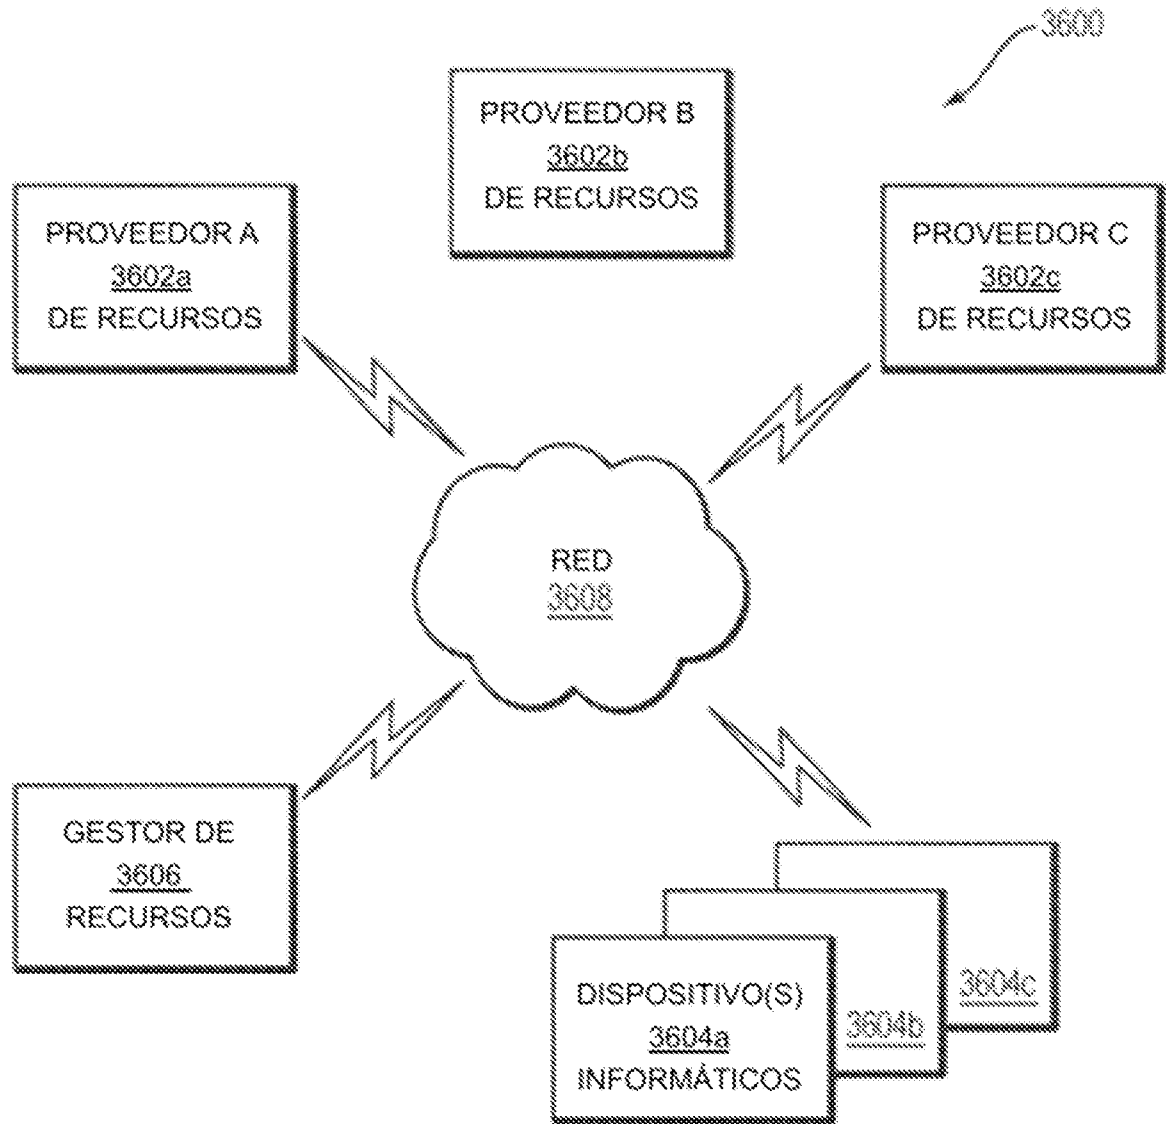 3600
PROVEEDOR B
3602b
DE RECURSOS
PROVEEDOR A
3602a
DE RECURSOS
PROVEEDOR C
3602c
DE RECURSOS
RED
3608
GESTOR DE
3606
RECURSOS
DISPOSITIVO(S)
3604a
INFORMÁTICOS
3604b
3604c